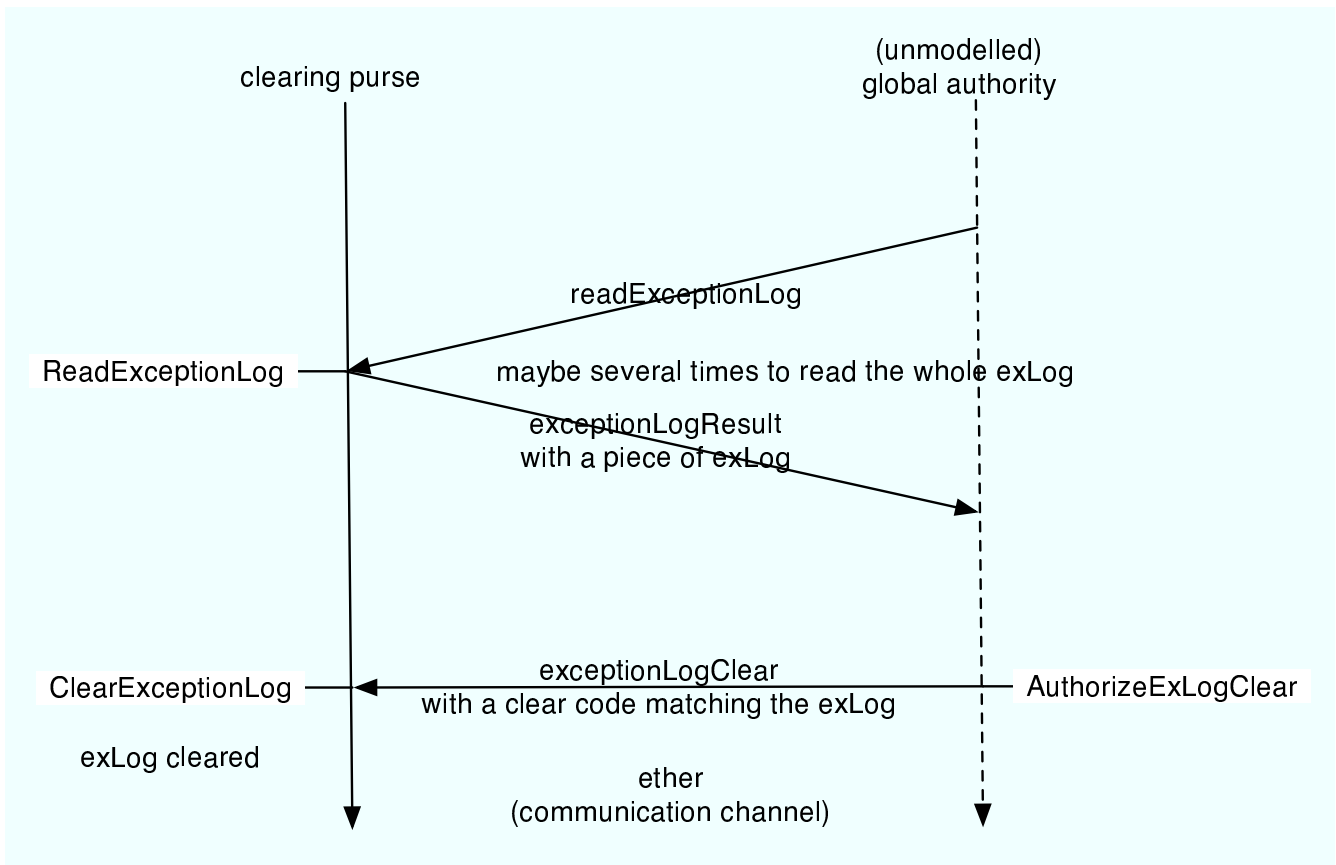 (unmodelled)
clearing purse
global authority
readExceptionLog
ReadExceptionLog
maybe several times to read the whole exLog
exceptionLogResult
with a piece of exLog
exceptionLogClear
ClearExceptionLog
AuthorizeExLogClear
with a clear code matching the exLog
exLog cleared
ether
(communication channel)